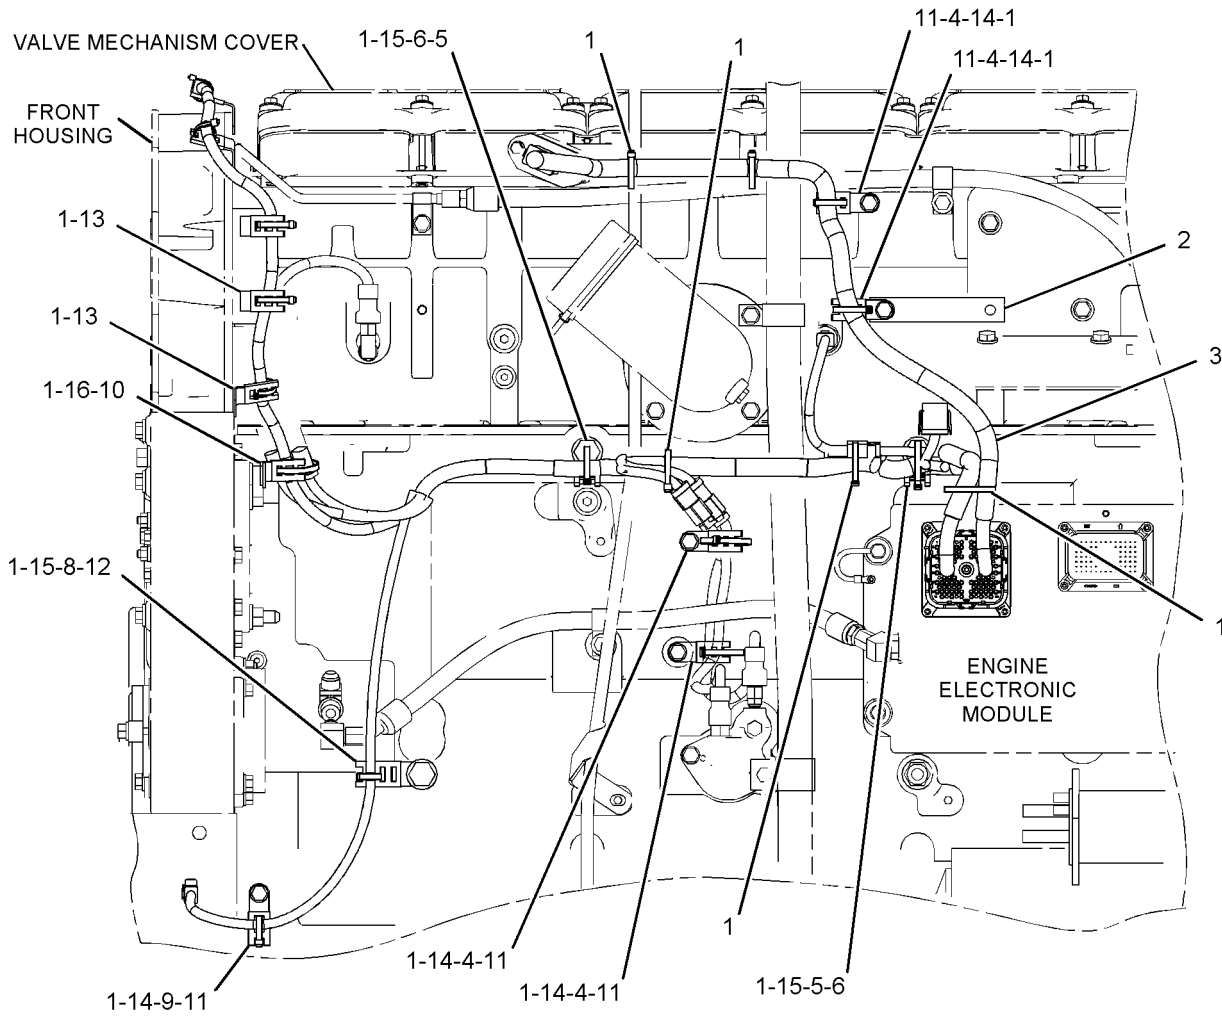 11-4-14-1
1-15-6-5
1
1
11-4-14-1
VALVE MECHANISM COVER
FRONT
HOUSING
1-13
2
1-13
3
1-16-10
1-15-8-12
1
ENGINE
ELECTRONIC
MODULE
1
1-14-4-11
1-14-4-11
1-15-5-6
1-14-9-11